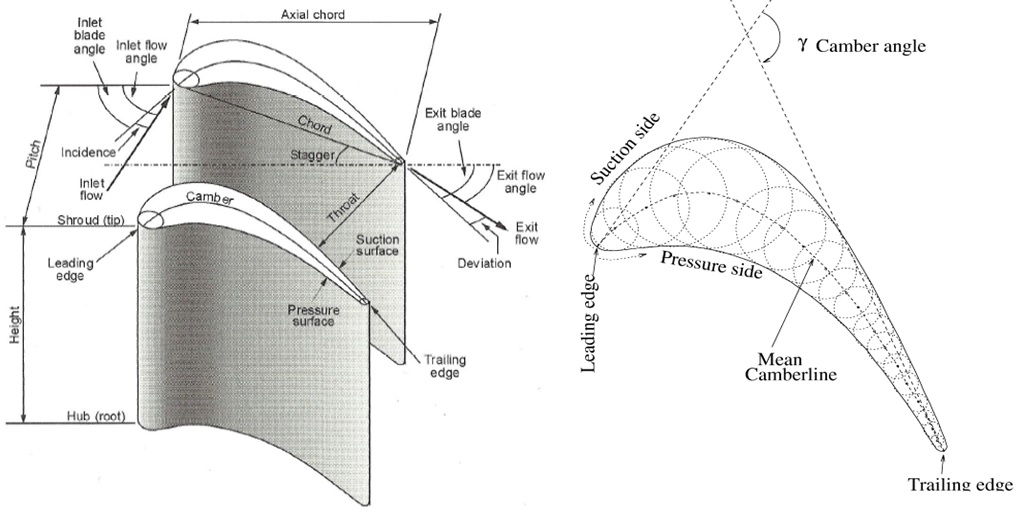 Axial chord
Inlet
blade
angle
Inlet flow
angle
Pitch
Incidence
Inlet
flow
Chord
Stagger
Exit blade
angle
Exit flow
angle
Exit
flow
Deviation
Camber
Throat
Shroud (tip)
Leading
edge
Suction
surface
Pressure
surface
Height
Trailing
edge
Hub (root)
γ Camber angle
Suction side
Pressure side
Leading edge
Mean
Camberline
Trailing edge